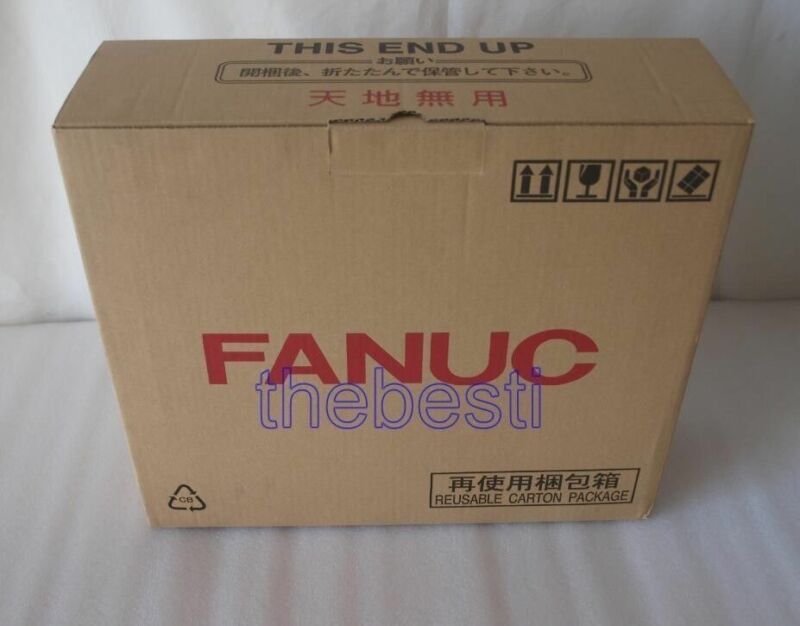 THIS END UP
お願い
開梱後、折たたんで保管して下さい。
天地無用
FANUC
thebesti
CB
再使用梱包箱
REUSABLE CARTON PACKAGE